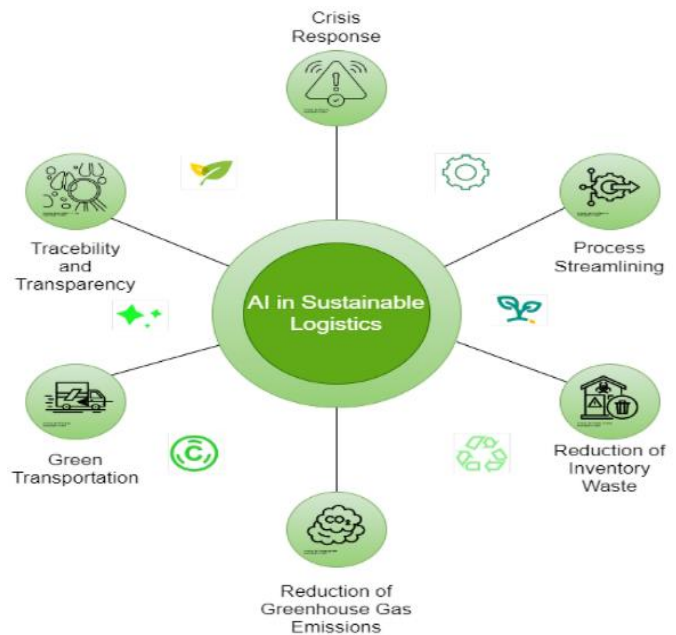 Crisis
Response
Tracebility
and
Transparency
Process
Streamlining
AI in Sustainable
Logistics
Green
Transportation
C
Reduction of
Inventory
Waste
CO2
Reduction of
Greenhouse Gas
Emissions